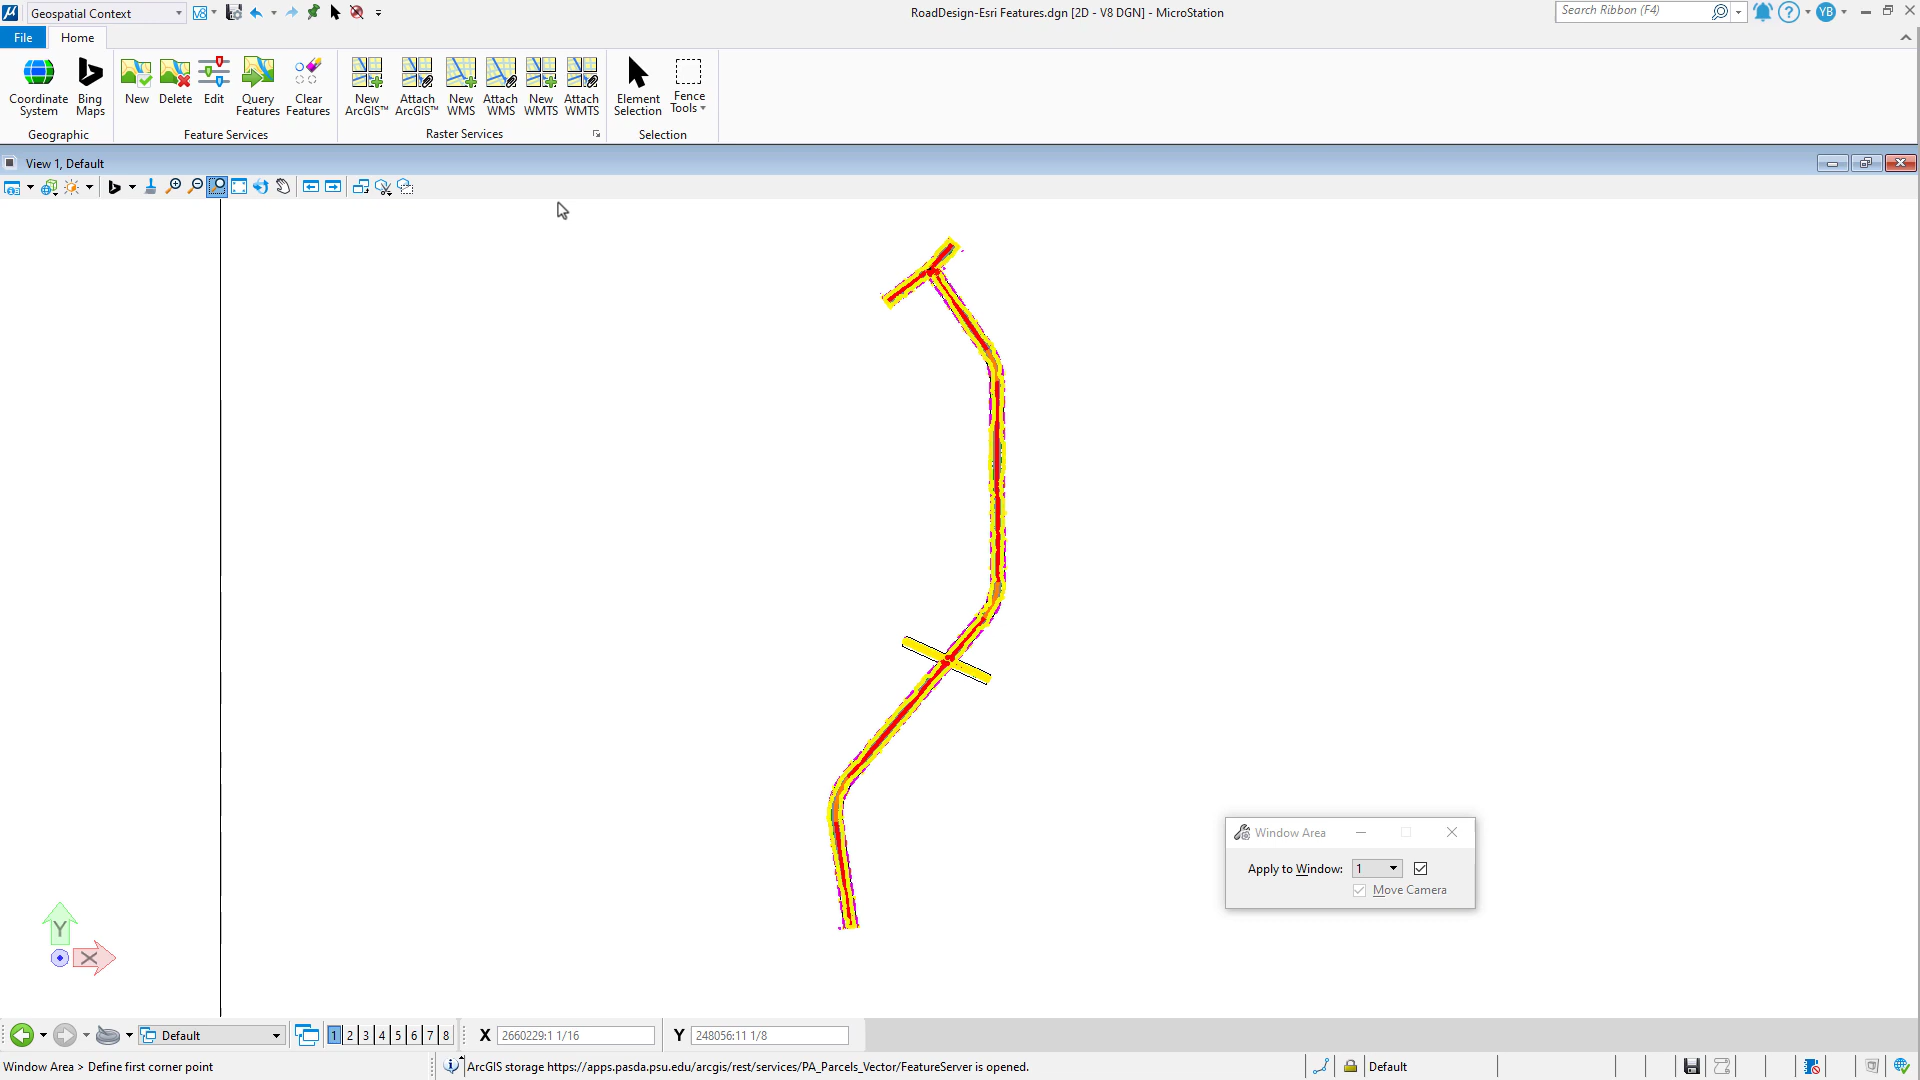 Geospatial Context
RoadDesign-Esri Features.dgn [2D - V8 DGN] - MicroStation
Search Ribbon (F4)
YB
File
Home
Coordinate System
Bing Maps
New
Delete
Edit
Query Features
Clear Features
New ArcGIS™
Attach ArcGIS™
New WMS
Attach WMS
New WMTS
Attach WMTS
Element Selection
Fence Tools
Geographic
Feature Services
Raster Services
Selection
View 1, Default
Window Area
Apply to Window:
1
Move Camera
Y
X
Default
1 2 3 4 5 6 7 8
X 2660229:1 1/16
Y 248056:11 1/8
Window Area > Define first corner point
ArcGIS storage https://apps.pasda.psu.edu/arcgis/rest/services/PA_Parcels_Vector/FeatureServer is opened.
Default